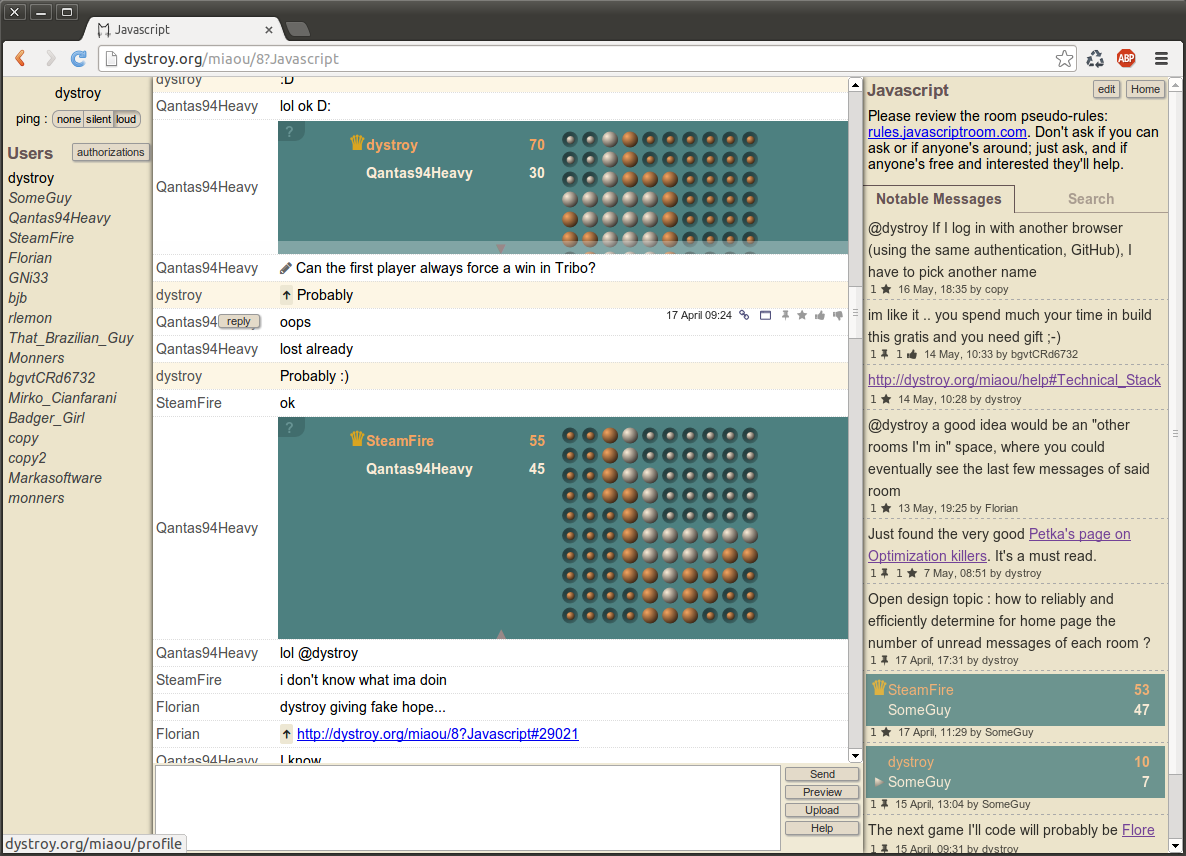 Javascript
dystroy.org/miaou/8?Javascript
ABP
dystroy
ping : none silent loud
Users authorizations
dystroy
SomeGuy
Qantas94Heavy
SteamFire
Florian
GNi33
bjb
rlemon
That_Brazilian_Guy
Monners
bgvtCRd6732
Mirko_Cianfarani
Badger_Girl
copy
copy2
Markasoftware
monners
dystroy.org/miaou/profile
dystroy :D
Qantas94Heavy lol ok D:
Qantas94Heavy
?
dystroy 70
Qantas94Heavy 30
Qantas94Heavy Can the first player always force a win in Tribo?
dystroy Probably
Qantas94 reply oops 17 April 09:24
Qantas94Heavy lost already
dystroy Probably :)
SteamFire ok
Qantas94Heavy
?
SteamFire 55
Qantas94Heavy 45
Qantas94Heavy lol @dystroy
SteamFire i don't know what ima doin
Florian dystroy giving fake hope...
Florian http://dystroy.org/miaou/8?Javascript#29021
Qantas94Heavy I know
Send
Preview
Upload
Help
Javascript edit Home
Please review the room pseudo-rules:
rules.javascriptroom.com. Don't ask if you can
ask or if anyone's around; just ask, and if
anyone's free and interested they'll help.
Notable Messages Search
@dystroy If I log in with another browser
(using the same authentication, GitHub), I
have to pick another name
1 ★ 16 May, 18:35 by copy
im like it .. you spend much your time in build
this gratis and you need gift ;-)
1 1 14 May, 10:33 by bgvtCRd6732
http://dystroy.org/miaou/help#Technical_Stack
1 ★ 14 May, 10:28 by dystroy
@dystroy a good idea would be an "other
rooms I'm in" space, where you could
eventually see the last few messages of said
room
1 ★ 13 May, 19:25 by Florian
Just found the very good Petka's page on
Optimization killers. It's a must read.
1 1 ★ 7 May, 08:51 by dystroy
Open design topic : how to reliably and
efficiently determine for home page the
number of unread messages of each room ?
1 17 April, 17:31 by dystroy
SteamFire 53
SomeGuy 47
1 ★ 17 April, 11:29 by SomeGuy
dystroy 10
SomeGuy 7
1 15 April, 13:04 by SomeGuy
The next game I'll code will probably be Flore
1 15 April, 09:31 by dystroy